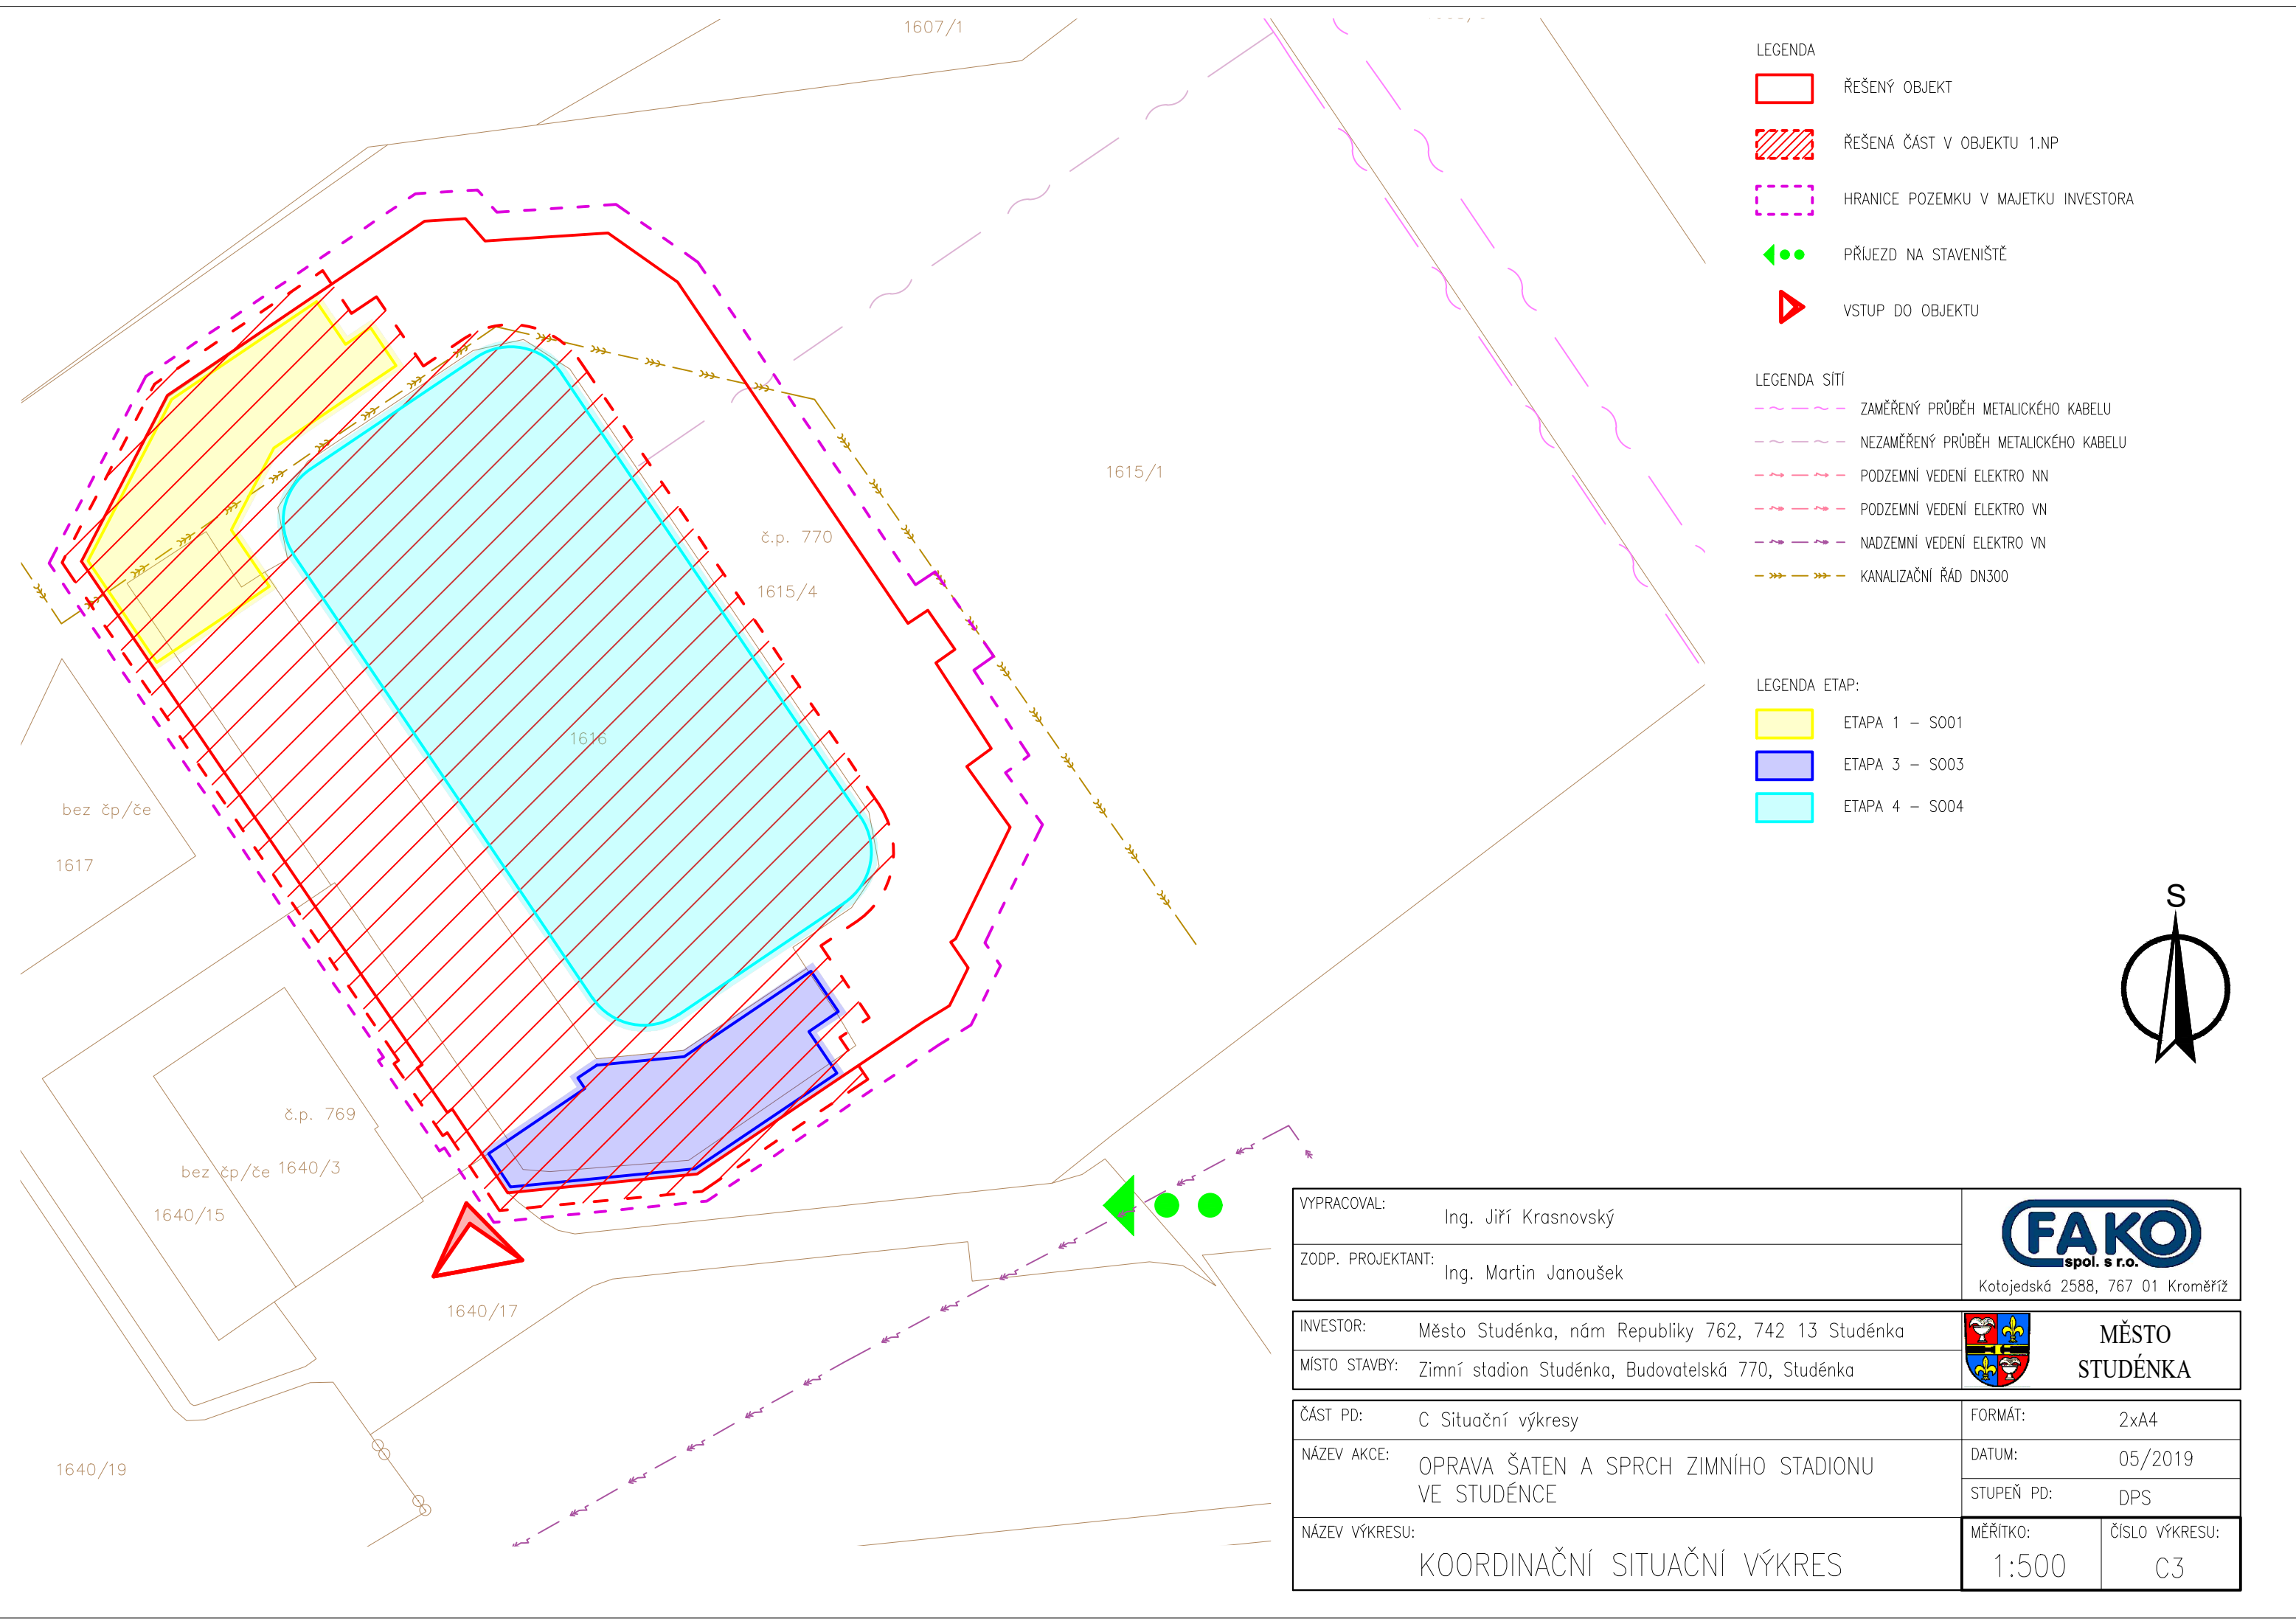 1607/1
1615/1
č.p. 770
1615/4
1616
bez čp/če
1617
č.p. 769
bez čp/če 1640/3
1640/15
1640/17
1640/19
LEGENDA
ŘEŠENÝ OBJEKT
ŘEŠENÁ ČÁST V OBJEKTU 1.NP
HRANICE POZEMKU V MAJETKU INVESTORA
PŘÍJEZD NA STAVENIŠTĚ
VSTUP DO OBJEKTU
LEGENDA SÍTÍ
ZAMĚŘENÝ PRŮBĚH METALICKÉHO KABELU
NEZAMĚŘENÝ PRŮBĚH METALICKÉHO KABELU
PODZEMNÍ VEDENÍ ELEKTRO NN
PODZEMNÍ VEDENÍ ELEKTRO VN
NADZEMNÍ VEDENÍ ELEKTRO VN
KANALIZAČNÍ ŘÁD DN300
LEGENDA ETAP:
ETAPA 1 – SO01
ETAPA 3 – SO03
ETAPA 4 – SO04
S
VYPRACOVAL:
Ing. Jiří Krasnovský
ZODP. PROJEKTANT:
Ing. Martin Janoušek
FAKO
spol. s r.o.
Kotojedská 2588, 767 01 Kroměříž
INVESTOR:
Město Studénka, nám Republiky 762, 742 13 Studénka
MÍSTO STAVBY:
Zimní stadion Studénka, Budovatelská 770, Studénka
MĚSTO
STUDÉNKA
ČÁST PD:
C Situační výkresy
FORMÁT:
2xA4
NÁZEV AKCE:
OPRAVA ŠATEN A SPRCH ZIMNÍHO STADIONU
VE STUDÉNCE
DATUM:
05/2019
STUPEŇ PD:
DPS
NÁZEV VÝKRESU:
KOORDINAČNÍ SITUAČNÍ VÝKRES
MĚŘÍTKO:
1:500
ČÍSLO VÝKRESU:
C3